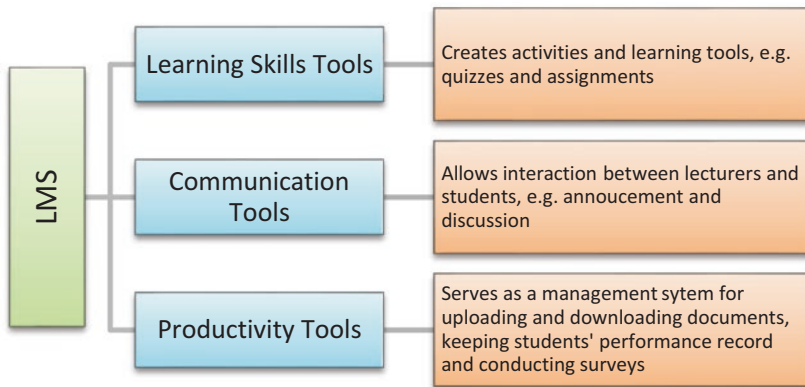 LMS
Learning Skills Tools
Creates activities and learning tools, e.g.
quizzes and assignments
Communication
Tools
Allows interaction between lecturers and
students, e.g. annoucement and
discussion
Productivity Tools
Serves as a management sytem for
uploading and downloading documents,
keeping students' performance record
and conducting surveys